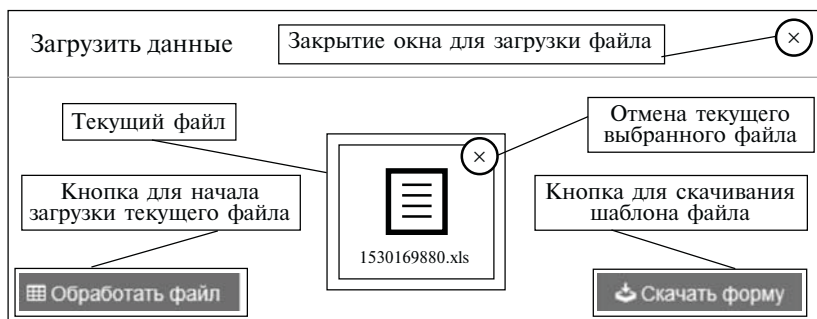 Загрузить данные
Закрытие окна для загрузки файла
Текущий файл
Отмена текущего
выбранного файла
Кнопка для начала
загрузки текущего файла
Кнопка для скачивания
шаблона файла
1530169880.xls
Обработать файл
Скачать форму